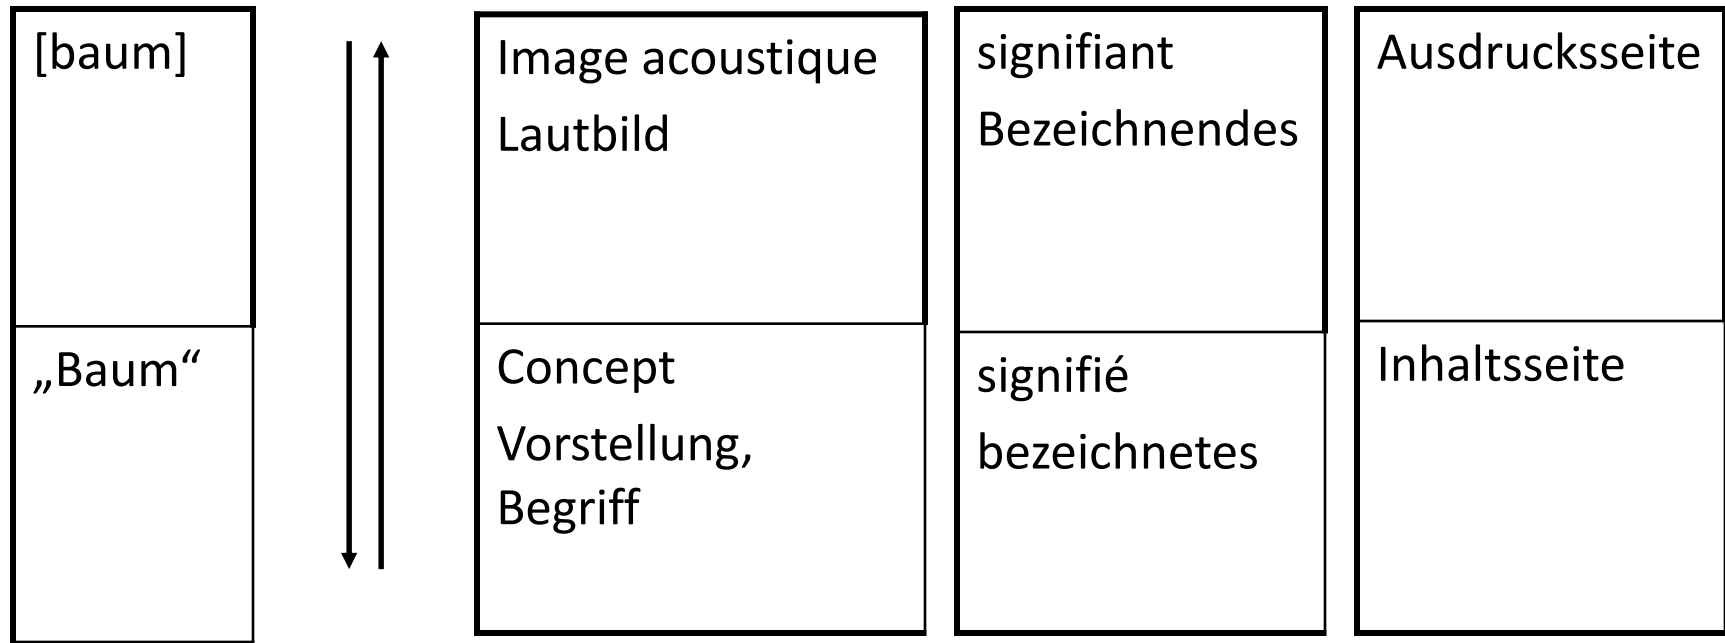 [baum]
„Baum“
Image acoustique
Lautbild
Concept
Vorstellung,
Begriff
signifiant
Bezeichnendes
signifié
bezeichnetes
Ausdrucksseite
Inhaltsseite